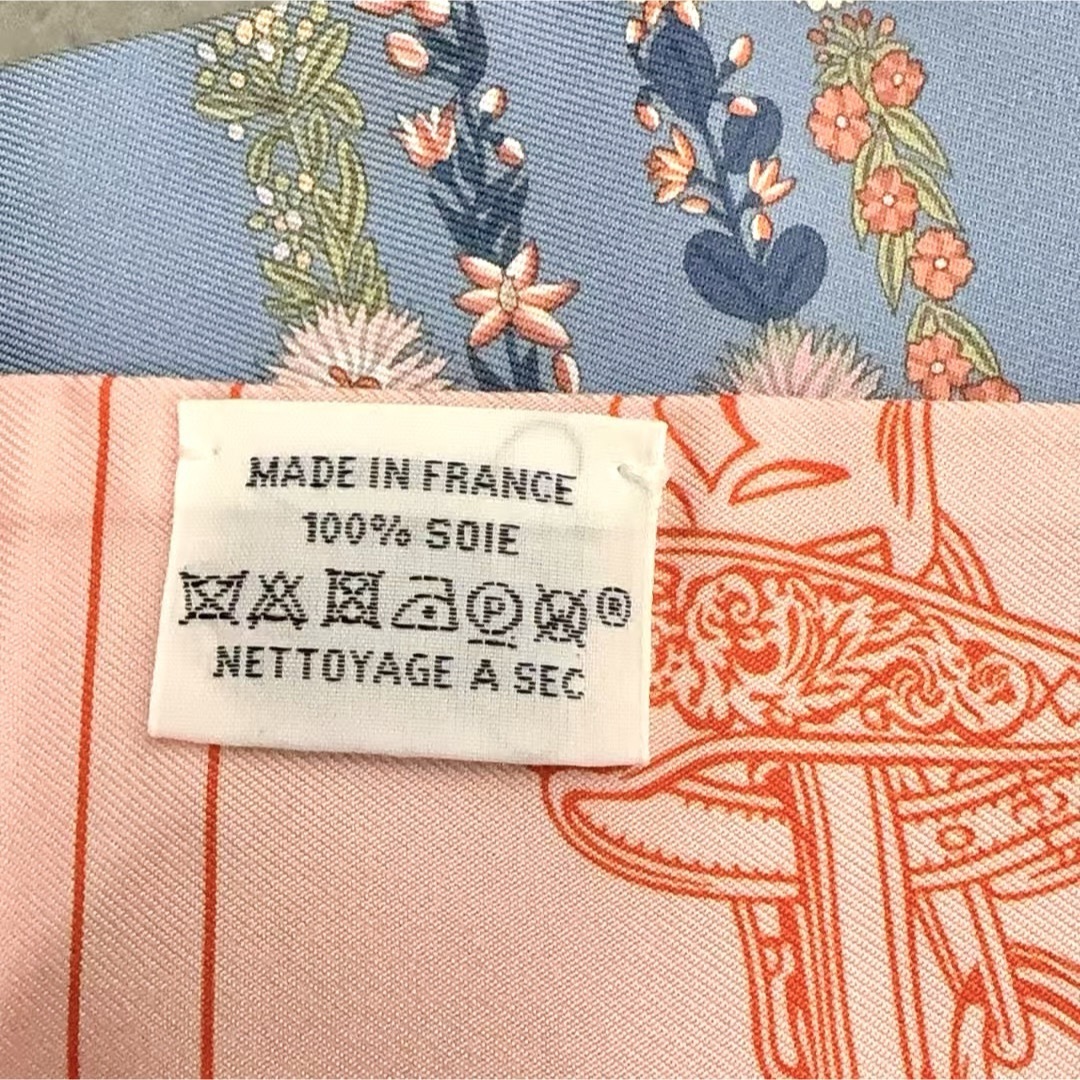 MADE IN FRANCE
100% SOIE
P ®
NETTOYAGE A SEC